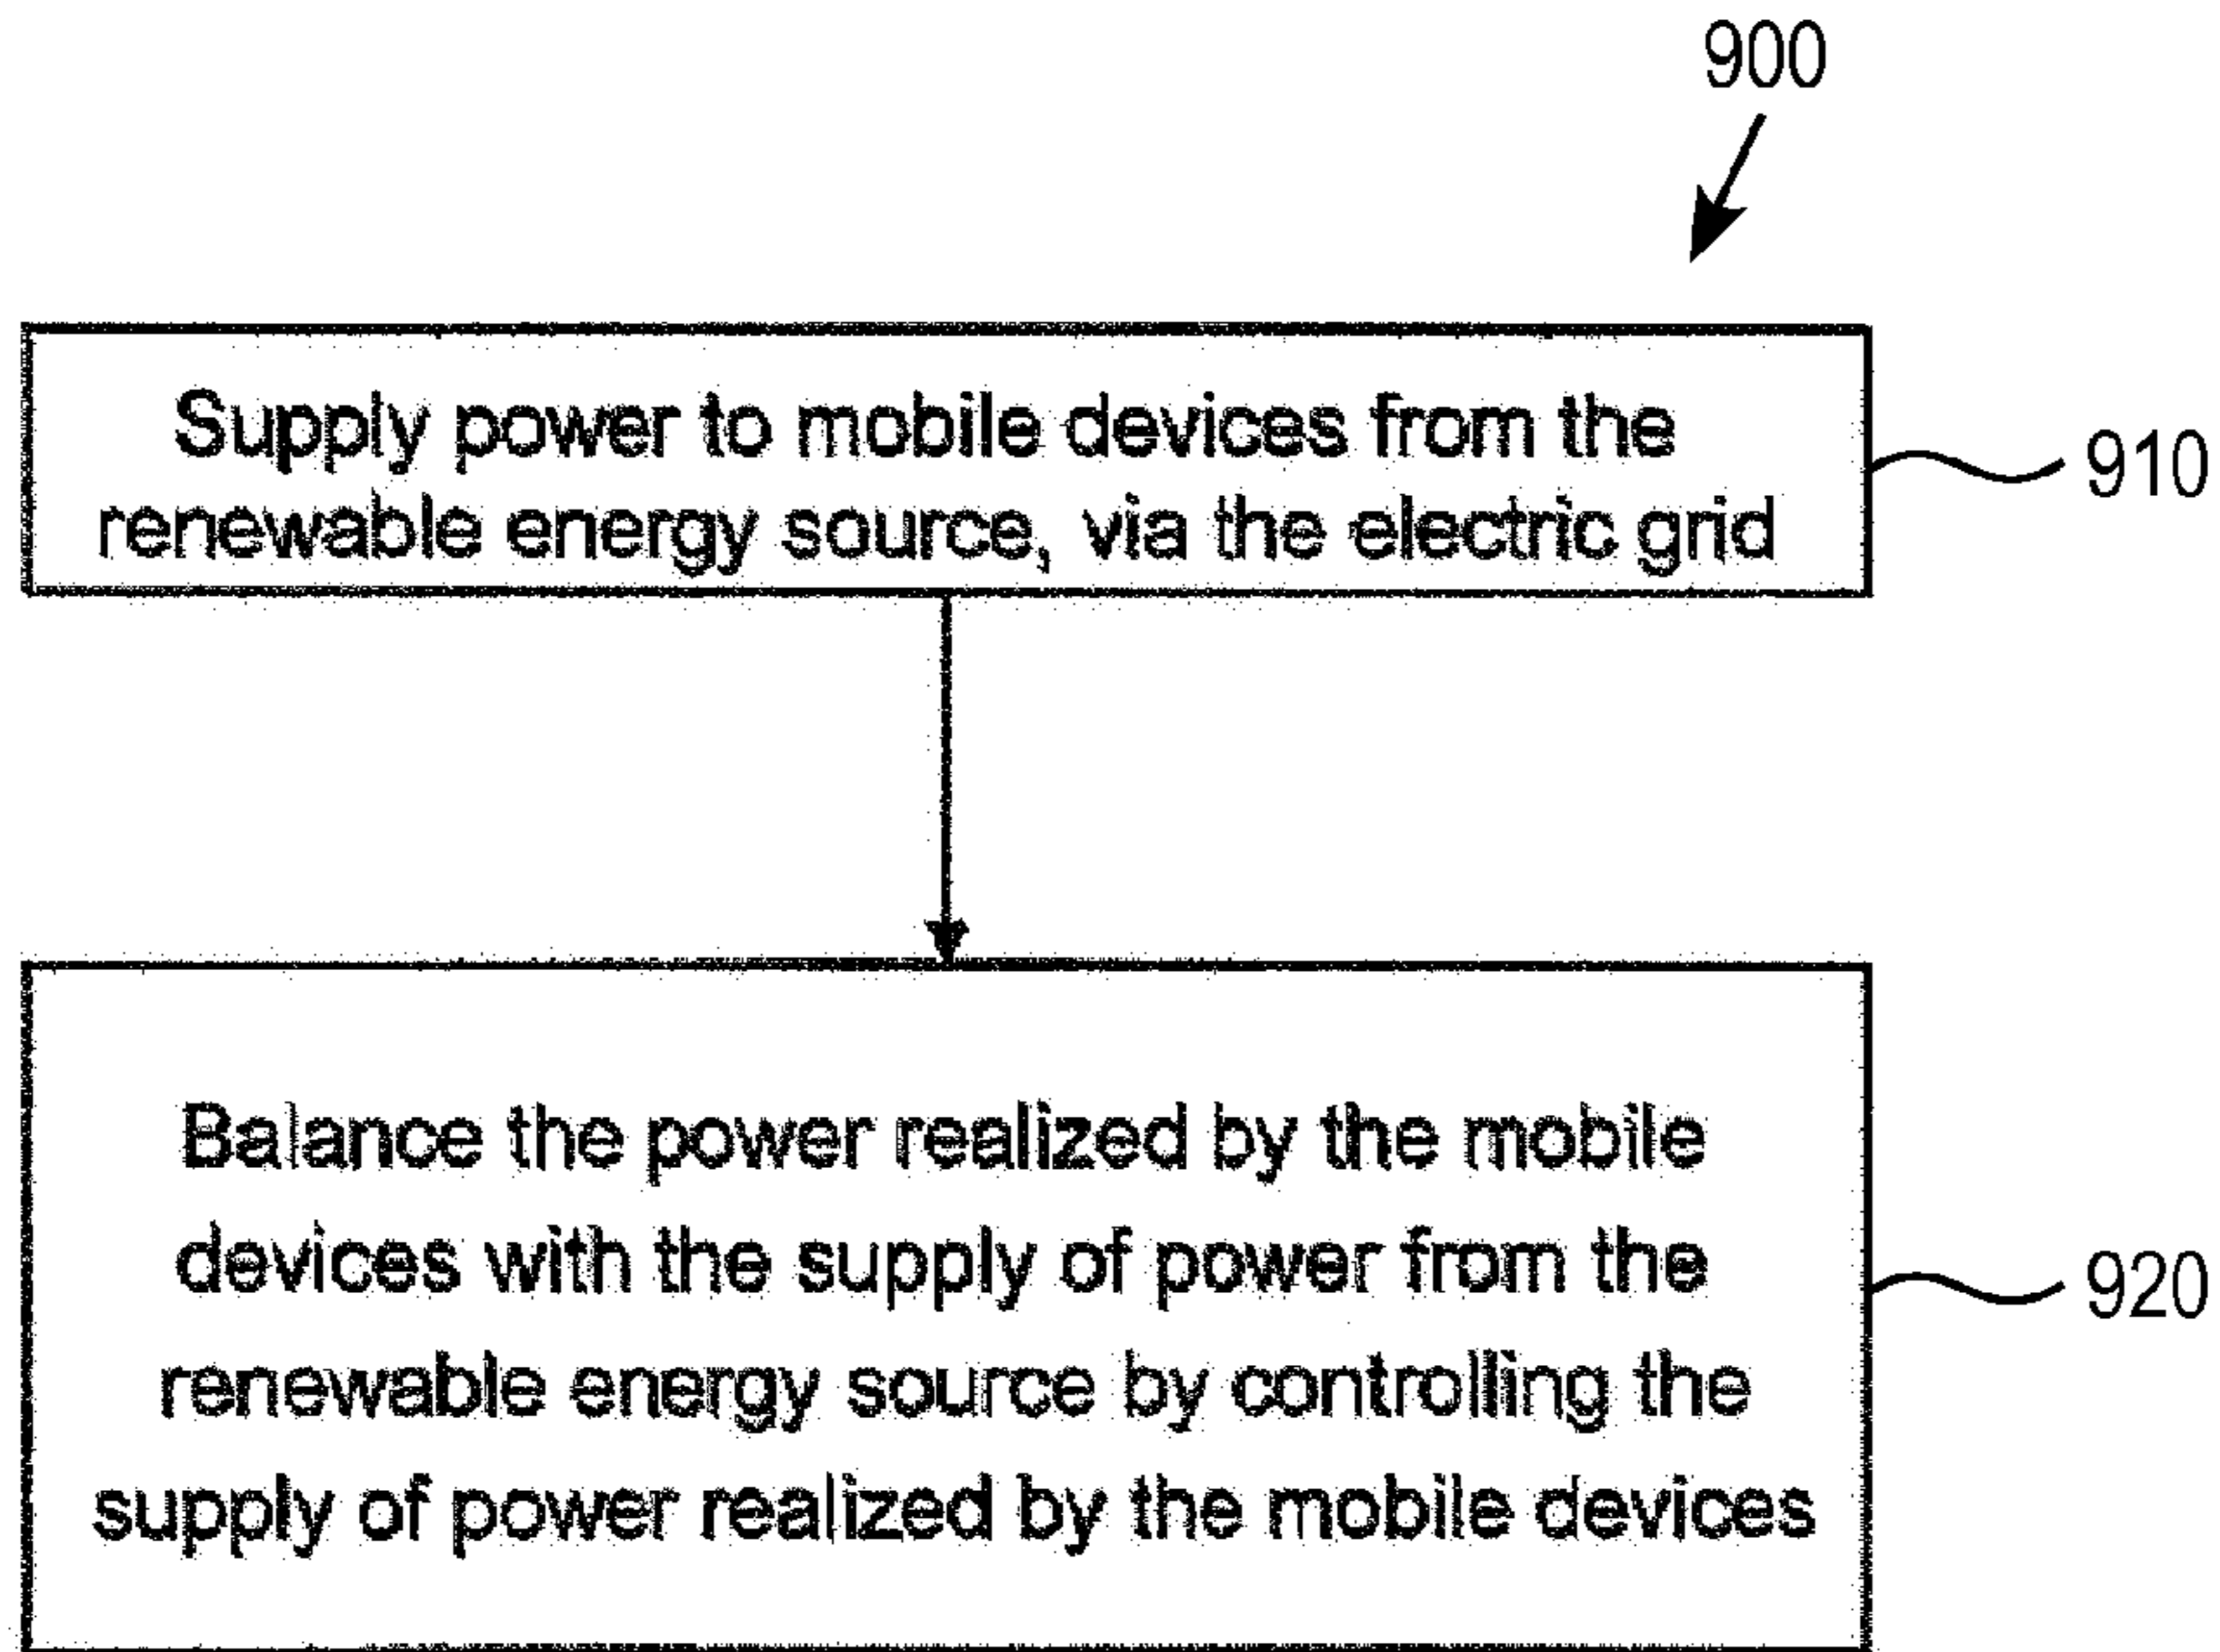 900
Supply power to mobile devices from the
renewable energy source, via the electric grid
910
Balance the power realized by the mobile
devices with the supply of power from the
renewable energy source by controlling the
supply of power realized by the mobile devices
920